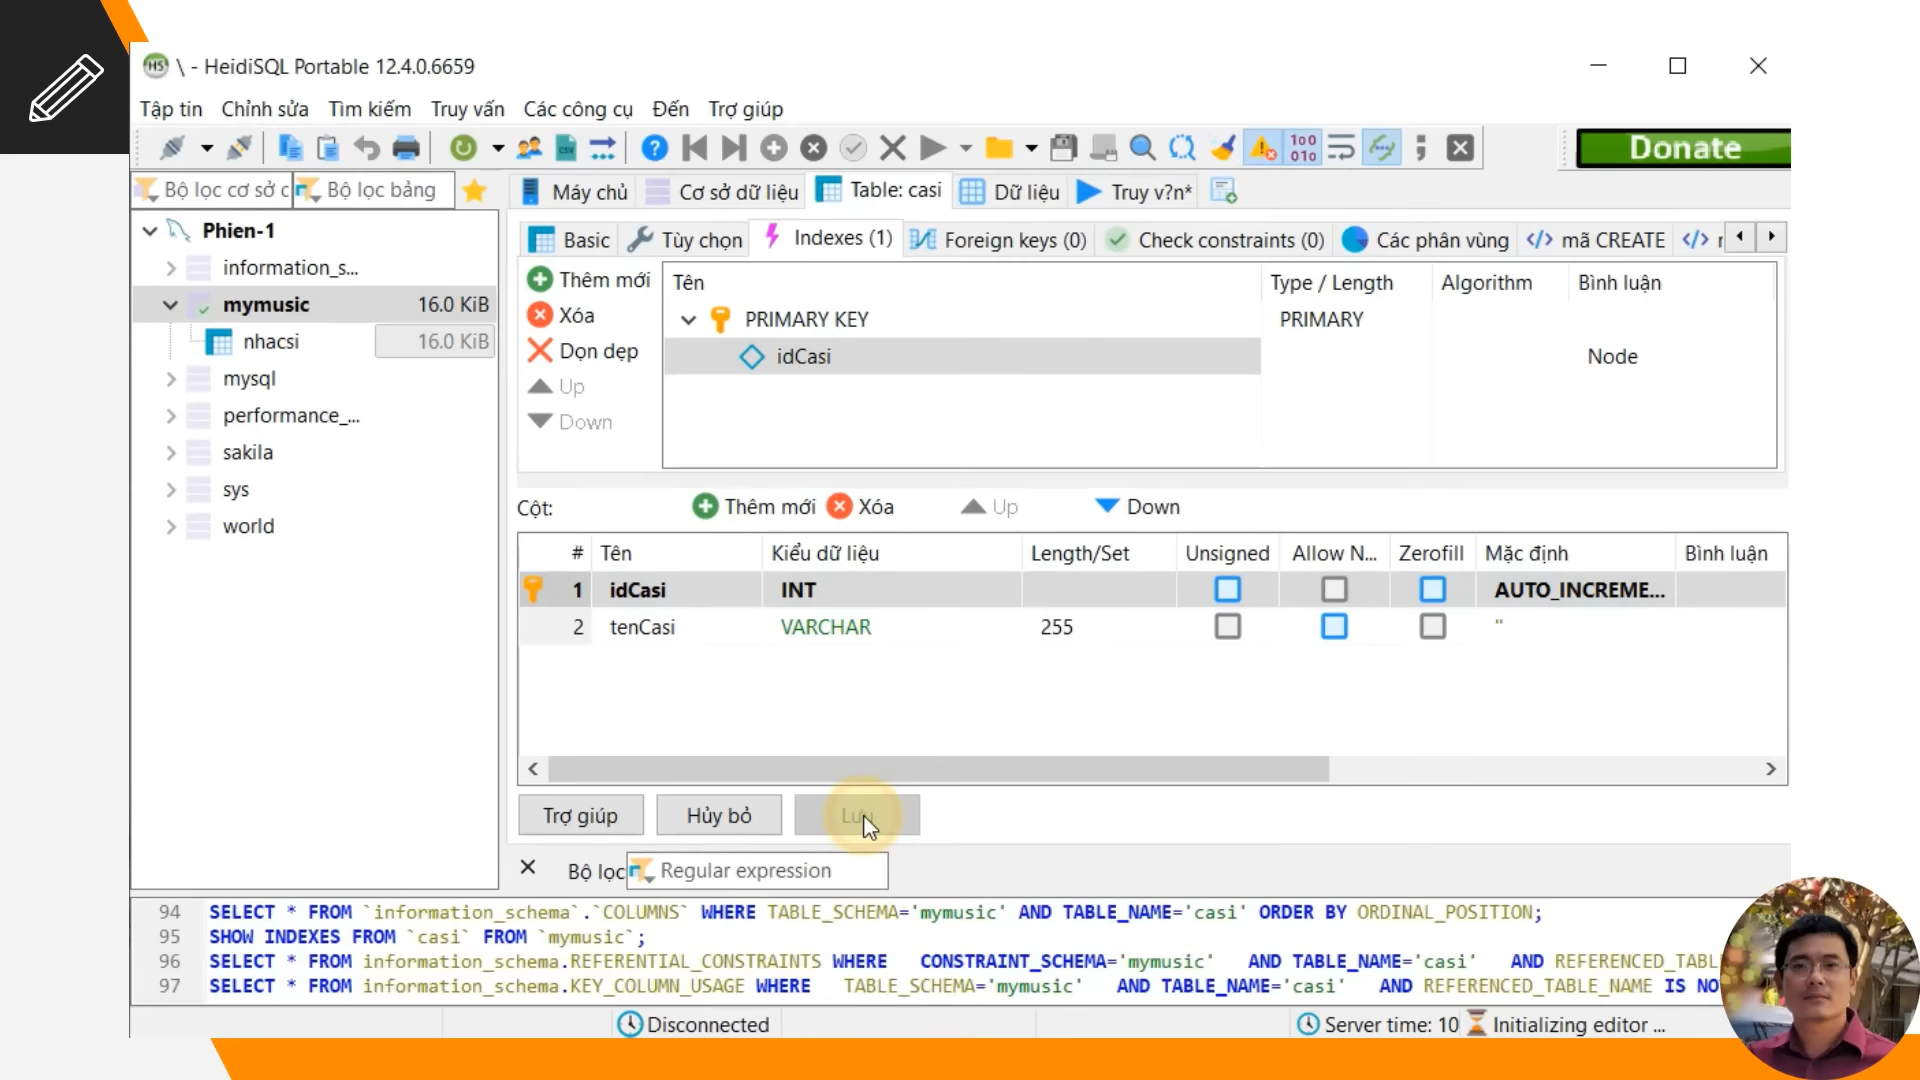 HS \ - HeidiSQL Portable 12.4.0.6659
Tập tin Chỉnh sửa Tìm kiếm Truy vấn Các công cụ Đến Trợ giúp
Donate
Bộ lọc cơ sở c Bộ lọc bảng
Máy chủ Cơ sở dữ liệu Table: casi Dữ liệu Truy v?n*
Phien-1
information_s...
mymusic 16.0 KiB
nhacsi 16.0 KiB
mysql
performance_...
sakila
sys
world
Basic Tùy chọn Indexes (1) Foreign keys (0) Check constraints (0) Các phân vùng mã CREATE
Thêm mới
Xóa
Dọn dẹp
Up
Down
Tên Type / Length Algorithm Bình luận
PRIMARY KEY PRIMARY
idCasi Node
Cột: Thêm mới Xóa Up Down
# Tên Kiểu dữ liệu Length/Set Unsigned Allow N... Zerofill Mặc định Bình luận
1 idCasi INT AUTO_INCREME...
2 tenCasi VARCHAR 255 ''
Trợ giúp Hủy bỏ Lưu
Bộ lọc Regular expression
94 SELECT * FROM `information_schema`.`COLUMNS` WHERE TABLE_SCHEMA='mymusic' AND TABLE_NAME='casi' ORDER BY ORDINAL_POSITION;
95 SHOW INDEXES FROM `casi` FROM `mymusic`;
96 SELECT * FROM information_schema.REFERENTIAL_CONSTRAINTS WHERE CONSTRAINT_SCHEMA='mymusic' AND TABLE_NAME='casi' AND REFERENCED_TABL
97 SELECT * FROM information_schema.KEY_COLUMN_USAGE WHERE TABLE_SCHEMA='mymusic' AND TABLE_NAME='casi' AND REFERENCED_TABLE_NAME IS NO
Disconnected Server time: 10 Initializing editor ...